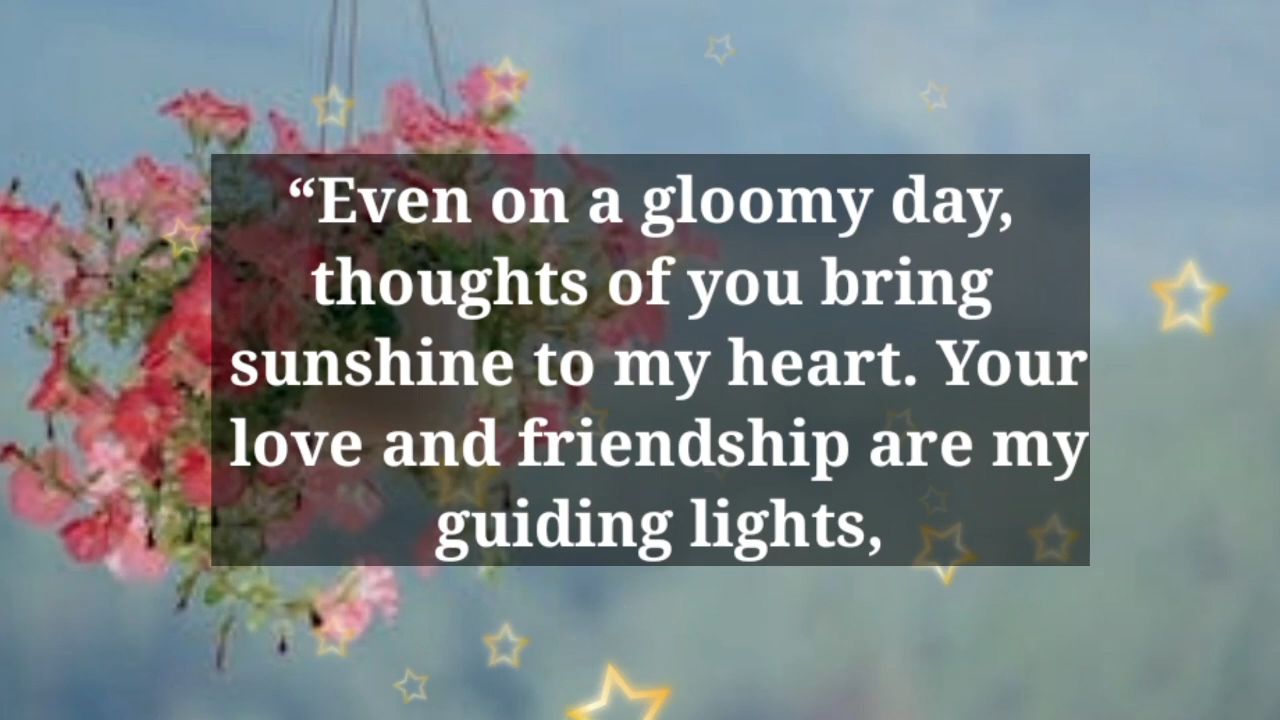 “Even on a gloomy day,
thoughts of you bring
sunshine to my heart. Your
love and friendship are my
guiding lights,